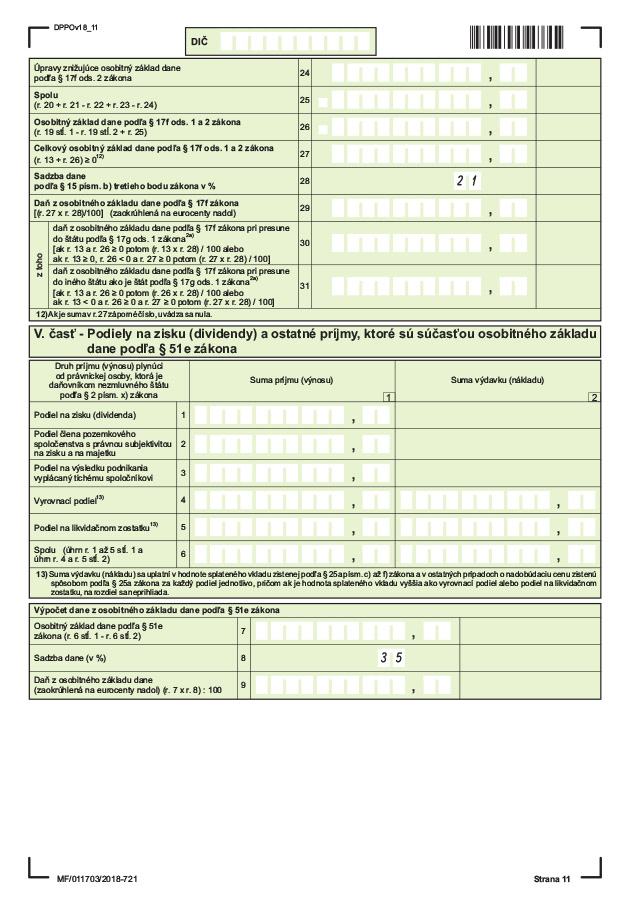 DPPOv18_11
DIČ
Úpravy znižujúce osobitný základ dane
podľa § 17f ods. 2 zákona
24
,
Spolu
(r. 20 + r. 21 - r. 22 + r. 23 - r. 24)
25
,
Osobitný základ dane podľa § 17f ods. 1 a 2 zákona
(r. 19 stĺ. 1 - r. 19 stĺ. 2 + r. 25)
26
,
Celkový osobitný základ dane podľa § 17f ods. 1 a 2 zákona
(r. 13 + r. 26) ≥ 0¹²⁾
27
,
Sadzba dane
podľa § 15 písm. b) tretieho bodu zákona v %
28
2 1
Daň z osobitného základu dane podľa § 17f zákona
[(r. 27 x r. 28)/100] (zaokrúhlená na eurocenty nadol)
29
,
z toho
daň z osobitného základu dane podľa § 17f zákona pri presune
do štátu podľa § 17g ods. 1 zákona²ᵃ⁾
[ak r. 13 a r. 26 ≥ 0 potom (r. 13 x r. 28) / 100 alebo
ak r. 13 ≥ 0, r. 26 < 0 a r. 27 ≥ 0 potom (r. 27 x r. 28) / 100]
30
,
daň z osobitného základu dane podľa § 17f zákona pri presune
do iného štátu ako je štát podľa § 17g ods. 1 zákona²ᵃ⁾
[ak r. 13 a r. 26 ≥ 0 potom (r. 26 x r. 28) / 100 alebo
ak r. 13 < 0 a r. 26 ≥ 0 a r. 27 ≥ 0 potom (r. 27 x r. 28) / 100]
31
,
12) Ak je suma v r. 27 záporné číslo, uvádza sa nula.
V. časť - Podiely na zisku (dividendy) a ostatné príjmy, ktoré sú súčasťou osobitného základu
dane podľa § 51e zákona
Druh príjmu (výnosu) plynúci
od právnickej osoby, ktorá je
daňovníkom nezmluvného štátu
podľa § 2 písm. x) zákona
Suma príjmu (výnosu)
1
Suma výdavku (nákladu)
2
Podiel na zisku (dividenda)
1
,
Podiel člena pozemkového
spoločenstva s právnou subjektivitou
na zisku a na majetku
2
,
Podiel na výsledku podnikania
vyplácaný tichému spoločníkovi
3
,
Vyrovnací podiel¹³⁾
4
, ,
Podiel na likvidačnom zostatku¹³⁾
5
, ,
Spolu (úhrn r. 1 až 5 stĺ. 1 a
úhrn r. 4 a r. 5 stĺ. 2)
6
, ,
13) Suma výdavku (nákladu) sa uplatní v hodnote splateného vkladu zistenej podľa § 25a písm. c) až f) zákona a v ostatných prípadoch o nadobúdaciu cenu zistenú
spôsobom podľa § 25a zákona za každý podiel jednotlivo, pričom ak je hodnota splateného vkladu vyššia ako vyrovnací podiel alebo podiel na likvidačnom
zostatku, na rozdiel sa neprihliada.
Výpočet dane z osobitného základu dane podľa § 51e zákona
Osobitný základ dane podľa § 51e
zákona (r. 6 stĺ. 1 - r. 6 stĺ. 2)
7
,
Sadzba dane (v %)
8
3 5
Daň z osobitného základu dane
(zaokrúhlená na eurocenty nadol) (r. 7 x r. 8) : 100
9
,
MF/011703/2018-721
Strana 11